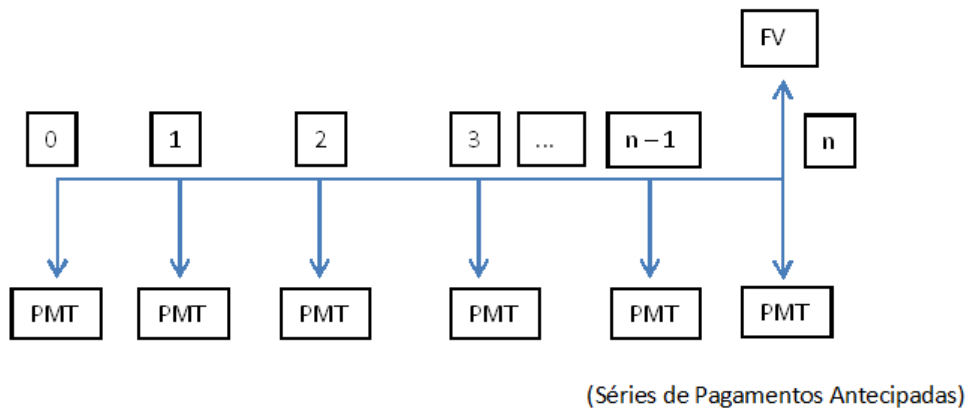 FV
0 1 2 3 ... n – 1 n
PMT PMT PMT PMT PMT PMT
(Séries de Pagamentos Antecipadas)